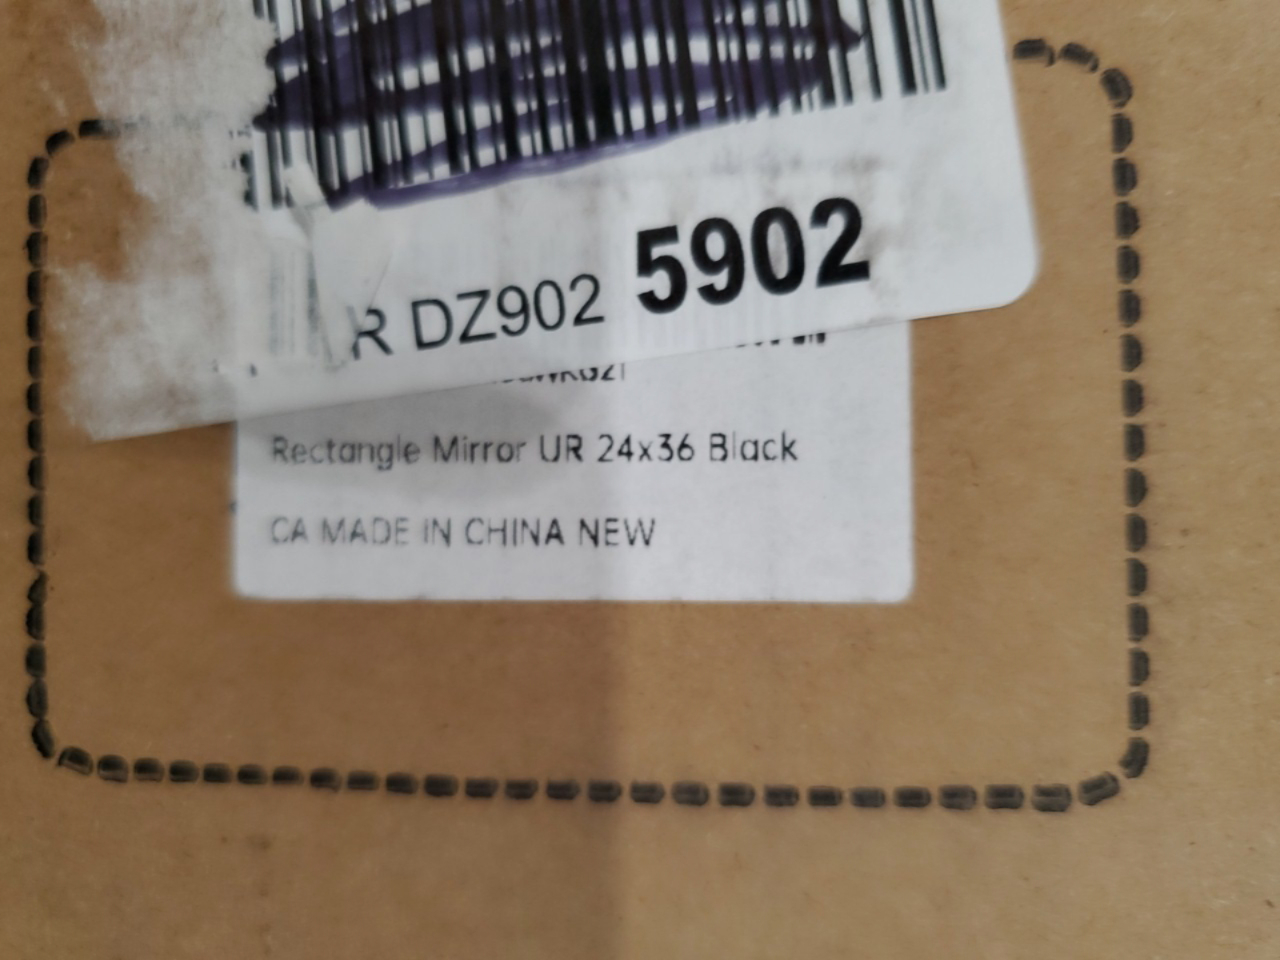 R DZ902 5902
Rectangle Mirror UR 24x36 Black
CA MADE IN CHINA NEW